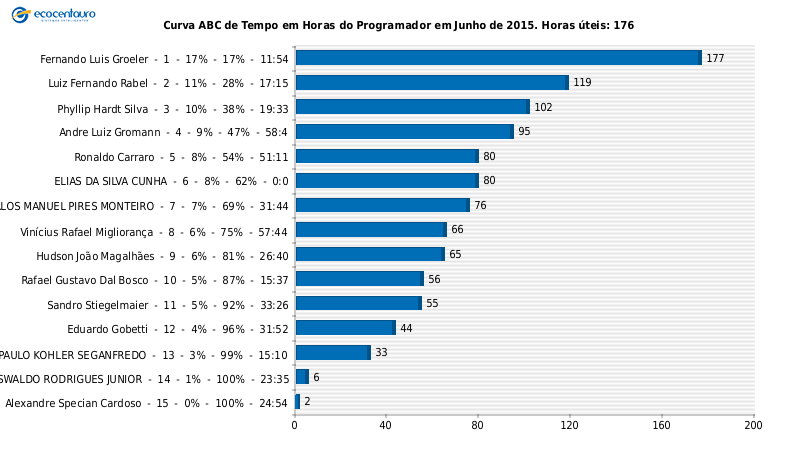 ecocentauro
Curva ABC de Tempo em Horas do Programador em Junho de 2015. Horas úteis: 176
Fernando Luis Groeler - 1 - 17% - 17% - 11:54 177
Luiz Fernando Rabel - 2 - 11% - 28% - 17:15 119
Phyllip Hardt Silva - 3 - 10% - 38% - 19:33 102
Andre Luiz Gromann - 4 - 9% - 47% - 58:4 95
Ronaldo Carraro - 5 - 8% - 54% - 51:11 80
ELIAS DA SILVA CUNHA - 6 - 8% - 62% - 0:0 80
LOS MANUEL PIRES MONTEIRO - 7 - 7% - 69% - 31:44 76
Vinícius Rafael Migliorança - 8 - 6% - 75% - 57:44 66
Hudson João Magalhães - 9 - 6% - 81% - 26:40 65
Rafael Gustavo Dal Bosco - 10 - 5% - 87% - 15:37 56
Sandro Stiegelmaier - 11 - 5% - 92% - 33:26 55
Eduardo Gobetti - 12 - 4% - 96% - 31:52 44
PAULO KOHLER SEGANFREDO - 13 - 3% - 99% - 15:10 33
SWALDO RODRIGUES JUNIOR - 14 - 1% - 100% - 23:35 6
Alexandre Specian Cardoso - 15 - 0% - 100% - 24:54 2
0 40 80 120 160 200